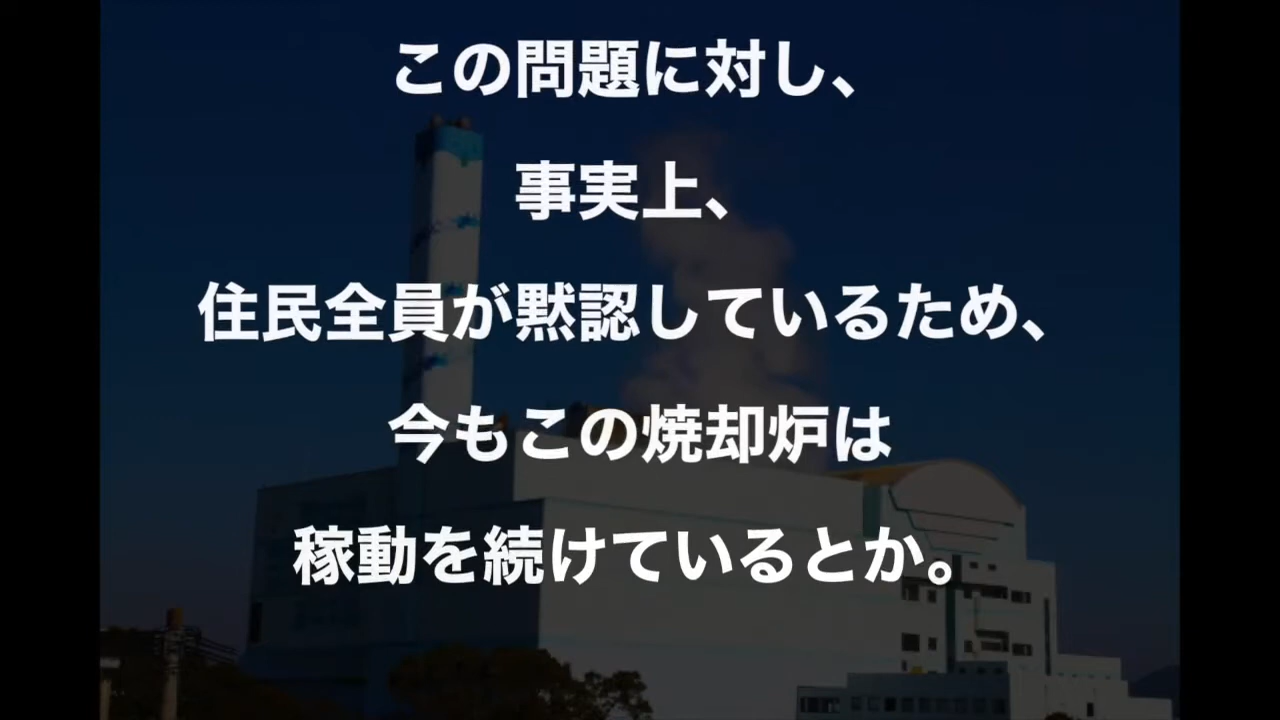 この問題に対し、
事実上、
住民全員が黙認しているため、
今もこの焼却炉は
稼動を続けているとか。